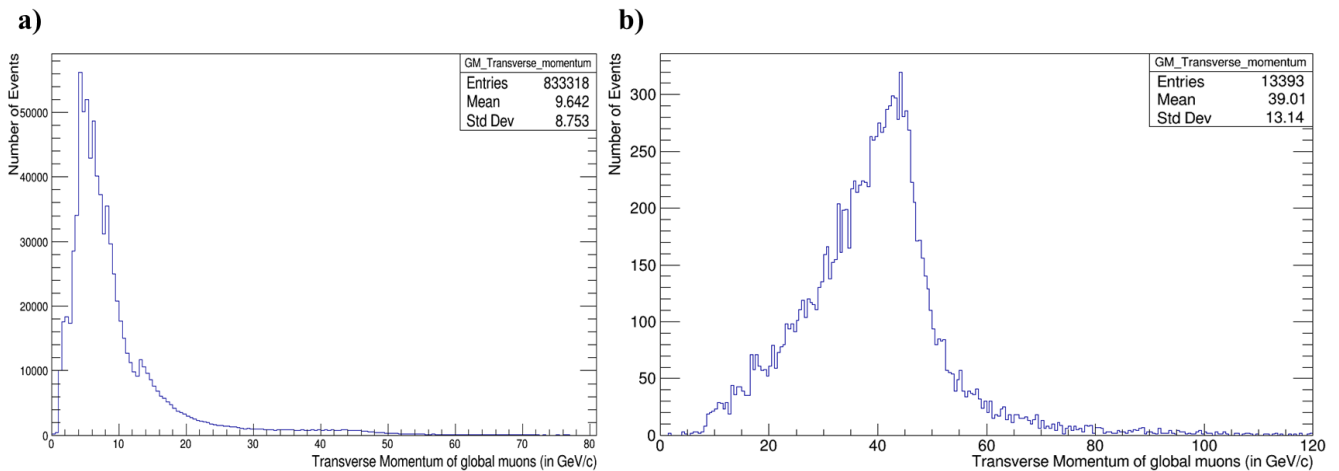 a)
GM_Transverse_momentum
Entries 833318
Mean 9.642
Std Dev 8.753
Number of Events
50000
40000
30000
20000
10000
0
0 10 20 30 40 50 60 70 80
Transverse Momentum of global muons (in GeV/c)
b)
GM_Transverse_momentum
Entries 13393
Mean 39.01
Std Dev 13.14
Number of Events
300
250
200
150
100
50
0
0 20 40 60 80 100 120
Transverse Momentum of global muons (in GeV/c)